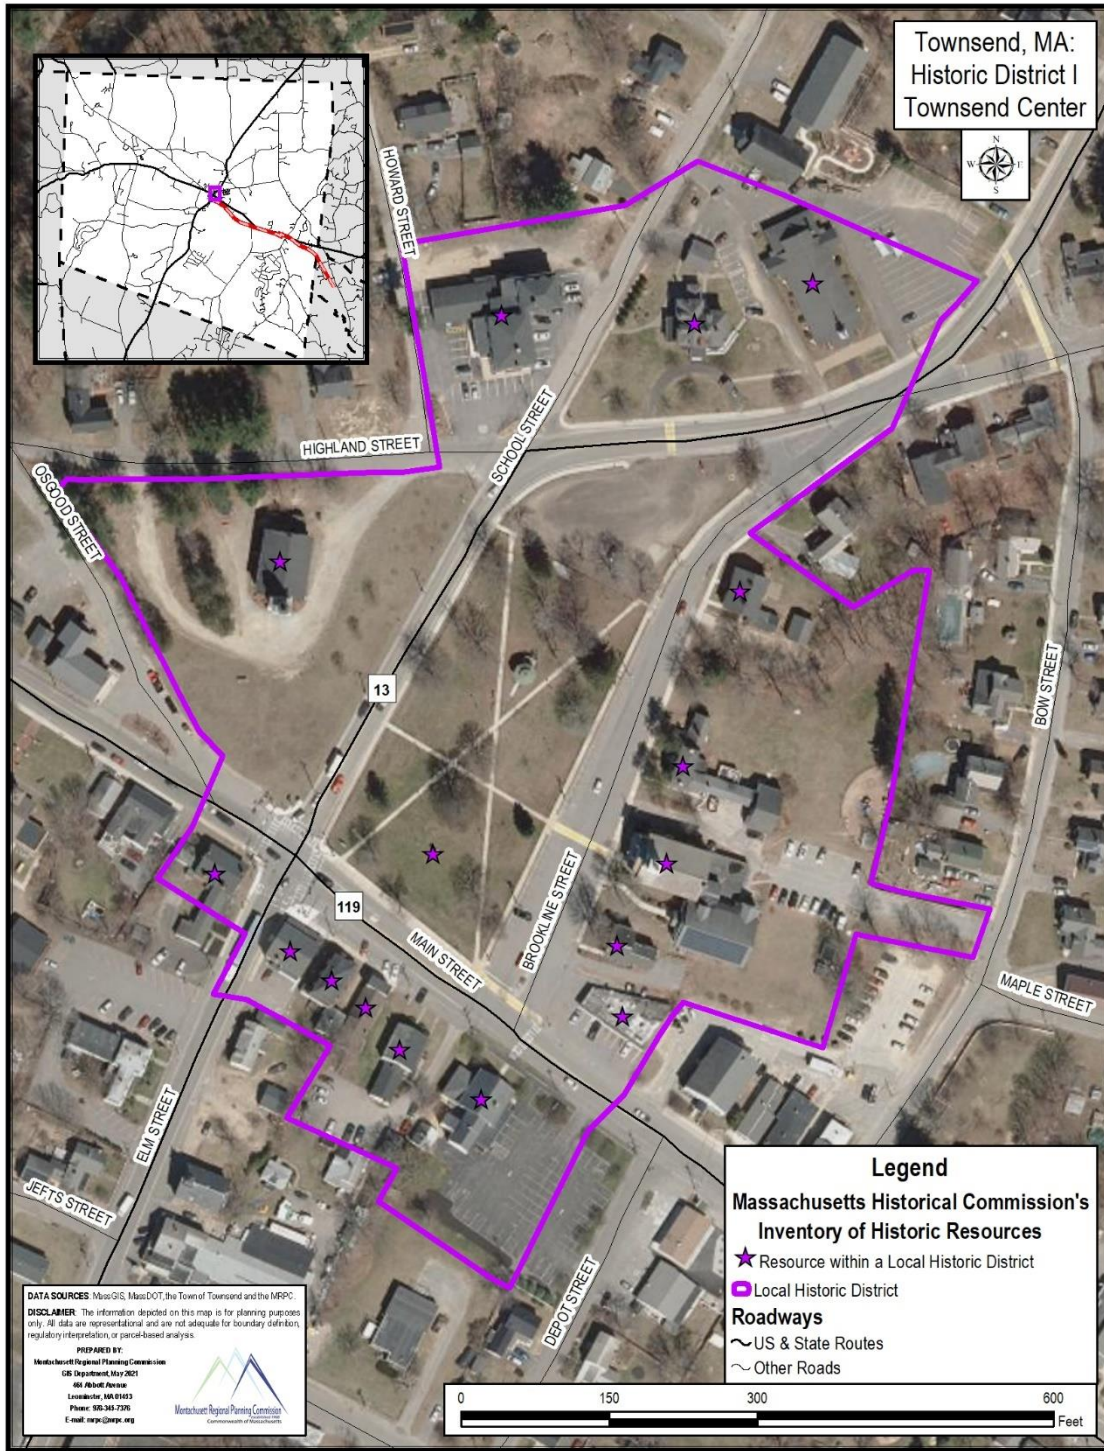 Townsend, MA:
Historic District I
Townsend Center
N
W E
S
HOWARD STREET
HIGHLAND STREET
SCHOOL STREET
OSGOOD STREET
13
119
MAIN STREET
BROOKLINE STREET
BOW STREET
MAPLE STREET
ELM STREET
JEFTS STREET
DEPOT STREET
Legend
Massachusetts Historical Commission's
Inventory of Historic Resources
Resource within a Local Historic District
Local Historic District
Roadways
US & State Routes
Other Roads
0 150 300 600
Feet
DATA SOURCES: MassGIS, MassDOT, the Town of Townsend and the MRPC.
DISCLAIMER: The information depicted on this map is for planning purposes
only. All data are representational and are not adequate for boundary definition,
regulatory interpretation, or parcel-based analysis.
PREPARED BY:
Montachusett Regional Planning Commission
GIS Department, May 2021
464 Abbott Avenue
Leominster, MA 01453
Phone: 978-345-7376
E-mail: mrpc@mrpc.org
Montachusett Regional Planning Commission
Commonwealth of Massachusetts